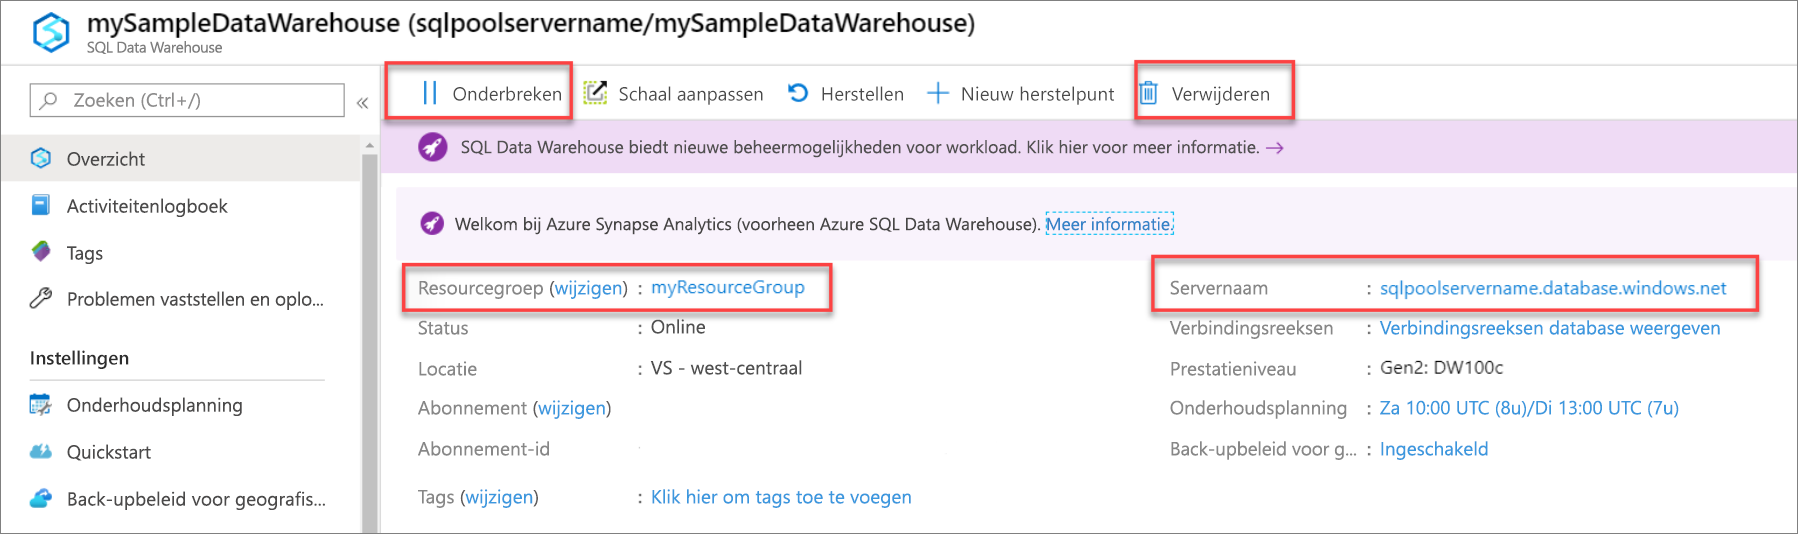 mySampleDataWarehouse (sqlpoolservername/mySampleDataWarehouse)
SQL Data Warehouse
Zoeken (Ctrl+/)
«
Overzicht
Activiteitenlogboek
Tags
Problemen vaststellen en oplo...
Instellingen
Onderhoudsplanning
Quickstart
Back-upbeleid voor geografis...
Onderbreken
Schaal aanpassen
Herstellen
Nieuw herstelpunt
Verwijderen
SQL Data Warehouse biedt nieuwe beheermogelijkheden voor workload. Klik hier voor meer informatie. →
Welkom bij Azure Synapse Analytics (voorheen Azure SQL Data Warehouse). Meer informatie.
Resourcegroep (wijzigen) : myResourceGroup
Status : Online
Locatie : VS - west-centraal
Abonnement (wijzigen)
Abonnement-id
Tags (wijzigen) : Klik hier om tags toe te voegen
Servernaam : sqlpoolservername.database.windows.net
Verbindingsreeksen : Verbindingsreeksen database weergeven
Prestatieniveau : Gen2: DW100c
Onderhoudsplanning : Za 10:00 UTC (8u)/Di 13:00 UTC (7u)
Back-upbeleid voor g... : Ingeschakeld